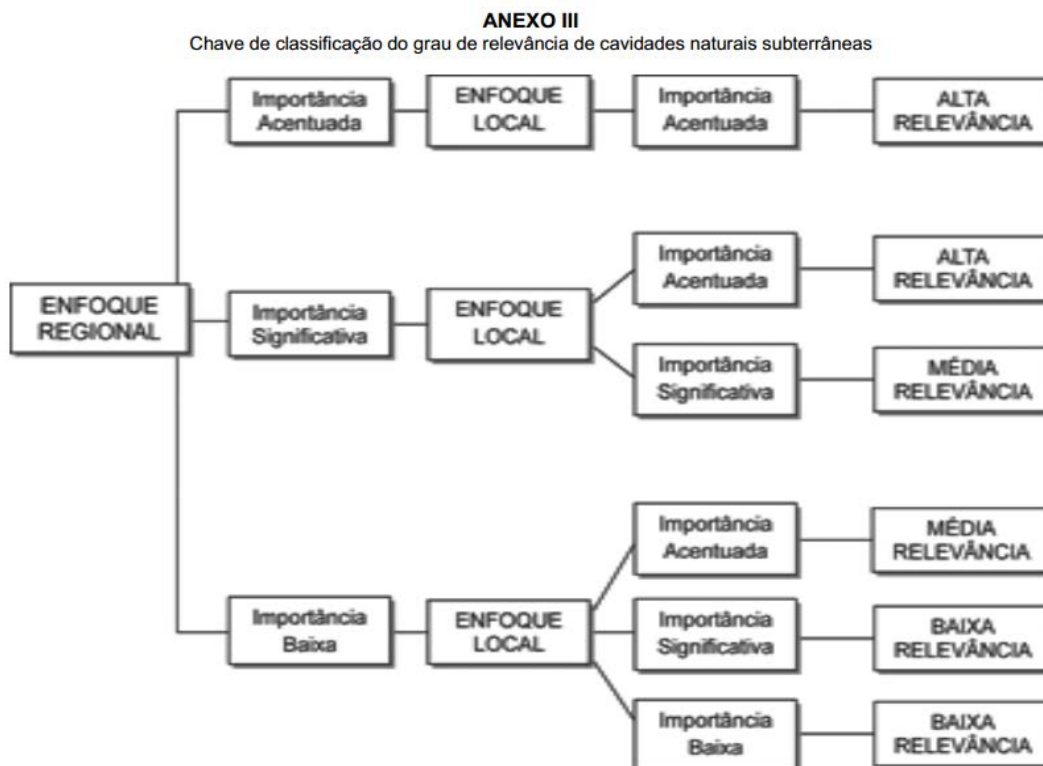 ANEXO III
Chave de classificação do grau de relevância de cavidades naturais subterrâneas
Importância
Acentuada
ENFOQUE
LOCAL
Importância
Acentuada
ALTA
RELEVÂNCIA
ENFOQUE
REGIONAL
Importância
Significativa
ENFOQUE
LOCAL
Importância
Acentuada
ALTA
RELEVÂNCIA
Importância
Significativa
MÉDIA
RELEVÂNCIA
Importância
Baixa
ENFOQUE
LOCAL
Importância
Acentuada
MÉDIA
RELEVÂNCIA
Importância
Significativa
BAIXA
RELEVÂNCIA
Importância
Baixa
BAIXA
RELEVÂNCIA